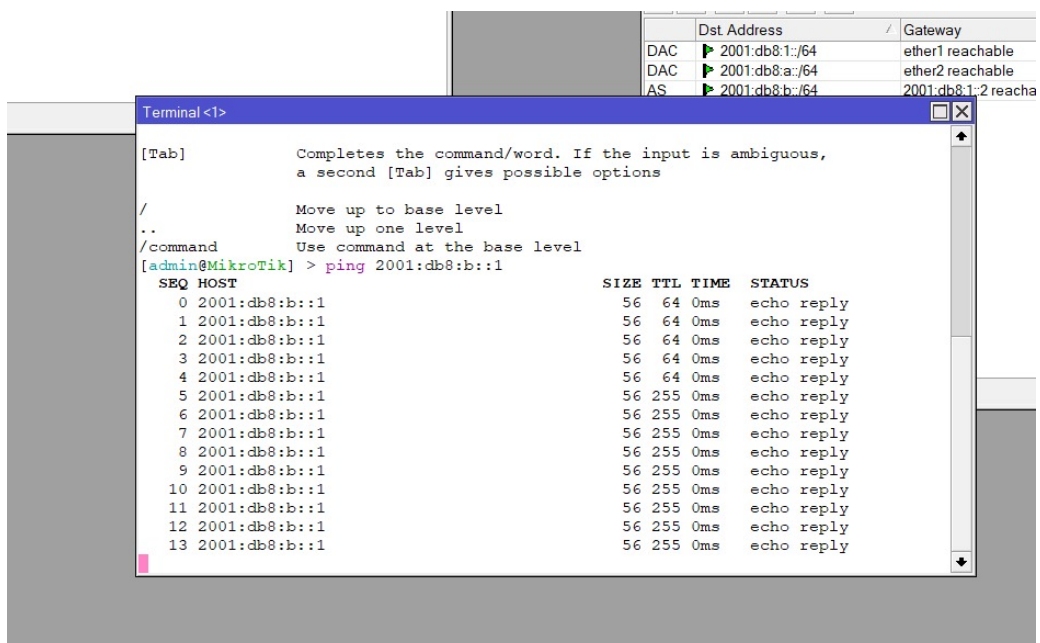 Dst. Address / Gateway
DAC 2001:db8:1::/64 ether1 reachable
DAC 2001:db8:a::/64 ether2 reachable
AS 2001:db8:b::/64 2001:db8:1::2 reacha
Terminal <1>
[Tab] Completes the command/word. If the input is ambiguous,
a second [Tab] gives possible options
/ Move up to base level
.. Move up one level
/command Use command at the base level
[admin@MikroTik] > ping 2001:db8:b::1
SEQ HOST SIZE TTL TIME STATUS
0 2001:db8:b::1 56 64 0ms echo reply
1 2001:db8:b::1 56 64 0ms echo reply
2 2001:db8:b::1 56 64 0ms echo reply
3 2001:db8:b::1 56 64 0ms echo reply
4 2001:db8:b::1 56 64 0ms echo reply
5 2001:db8:b::1 56 255 0ms echo reply
6 2001:db8:b::1 56 255 0ms echo reply
7 2001:db8:b::1 56 255 0ms echo reply
8 2001:db8:b::1 56 255 0ms echo reply
9 2001:db8:b::1 56 255 0ms echo reply
10 2001:db8:b::1 56 255 0ms echo reply
11 2001:db8:b::1 56 255 0ms echo reply
12 2001:db8:b::1 56 255 0ms echo reply
13 2001:db8:b::1 56 255 0ms echo reply